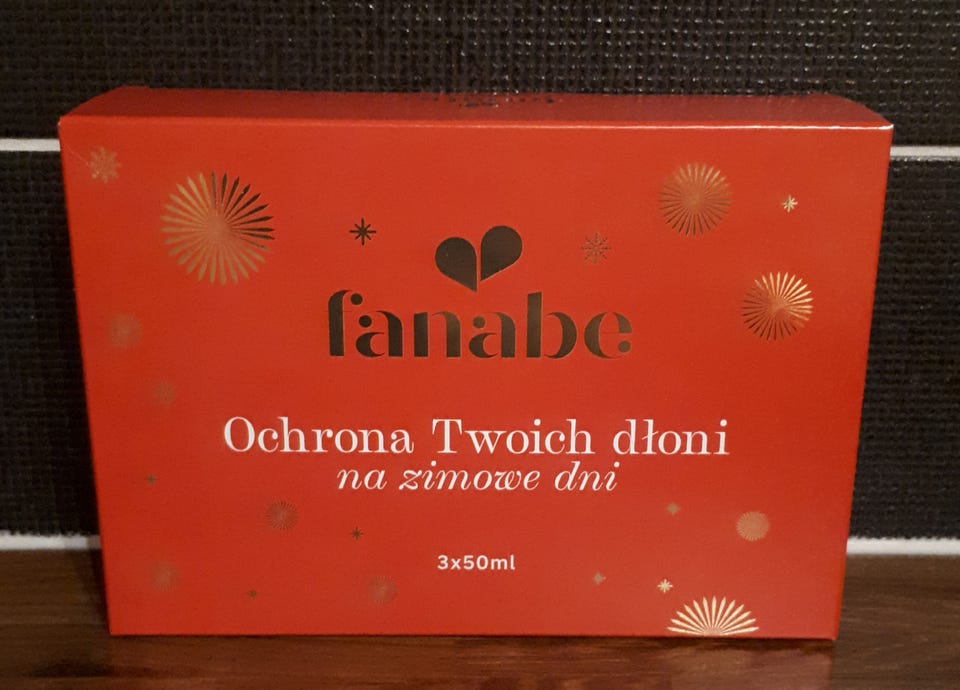 fanabe
Ochrona Twoich dłoni
na zimowe dni
3x50ml